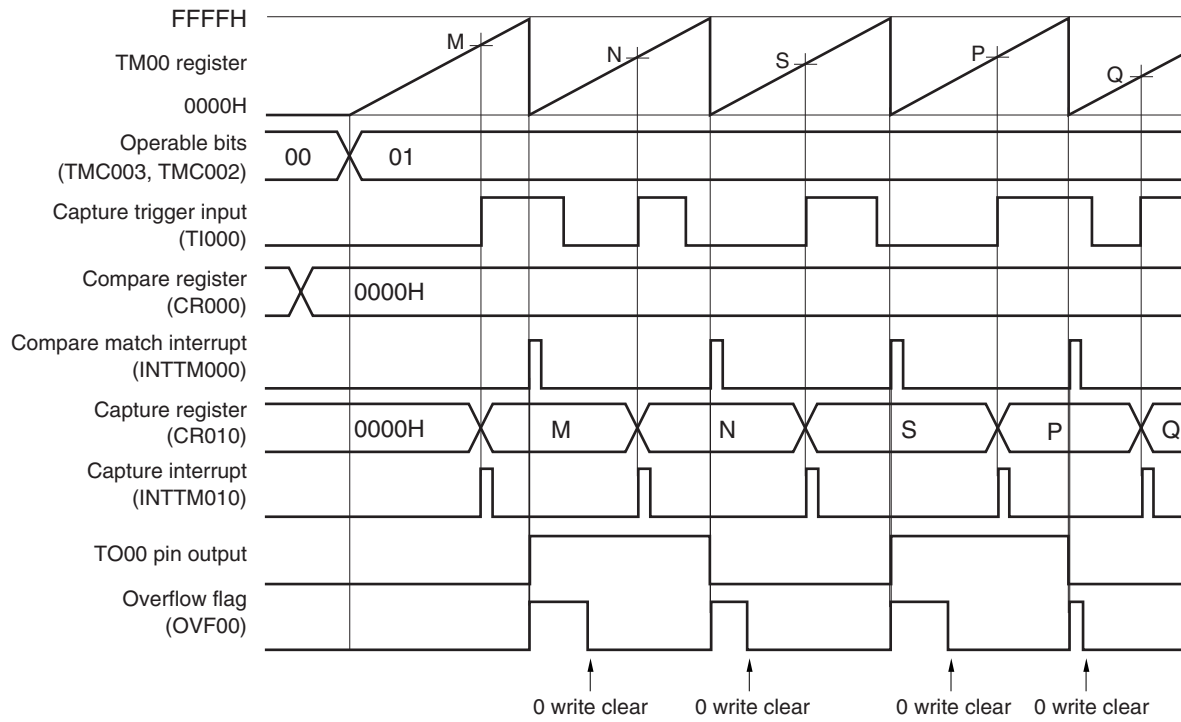 FFFFH
TM00 register
0000H
M
N
S
P
Q
Operable bits
(TMC003, TMC002)
00
01
Capture trigger input
(TI000)
Compare register
(CR000)
0000H
Compare match interrupt
(INTTM000)
Capture register
(CR010)
0000H
M
N
S
P
Q
Capture interrupt
(INTTM010)
TO00 pin output
Overflow flag
(OVF00)
0 write clear
0 write clear
0 write clear
0 write clear